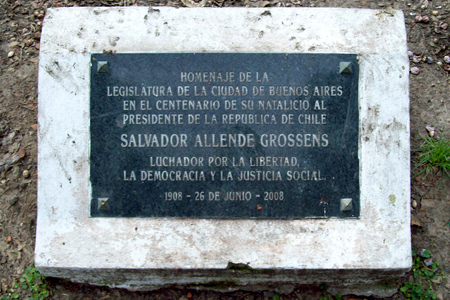 HOMENAJE DE LA
LEGISLATURA DE LA CIUDAD DE BUENOS AIRES
EN EL CENTENARIO DE SU NATALICIO AL
PRESIDENTE DE LA REPUBLICA DE CHILE
SALVADOR ALLENDE GROSSENS
LUCHADOR POR LA LIBERTAD,
LA DEMOCRACIA Y LA JUSTICIA SOCIAL.
1908 - 26 DE JUNIO - 2008